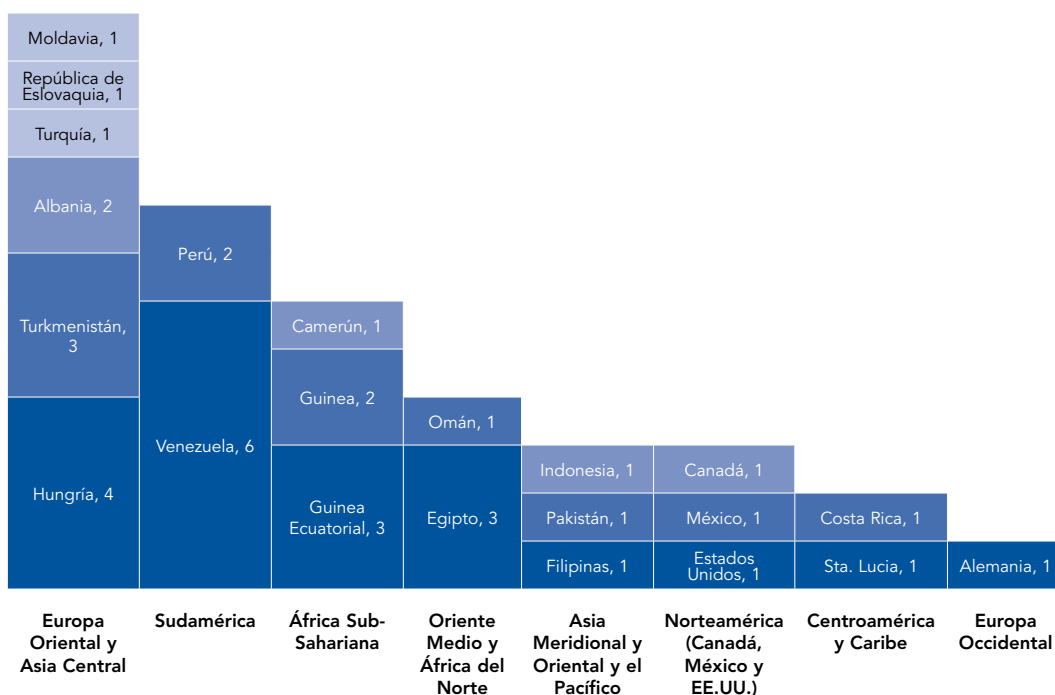 Moldavia, 1
República de
Eslovaquia, 1
Turquía, 1
Albania, 2
Turkmenistán,
3
Hungría, 4
Perú, 2
Venezuela, 6
Camerún, 1
Guinea, 2
Guinea
Ecuatorial, 3
Omán, 1
Egipto, 3
Indonesia, 1
Pakistán, 1
Filipinas, 1
Canadá, 1
México, 1
Estados
Unidos, 1
Costa Rica, 1
Sta. Lucia, 1
Alemania, 1
Europa
Oriental y
Asia Central
Sudamérica
África Sub-
Sahariana
Oriente
Medio y
África del
Norte
Asia
Meridional y
Oriental y el
Pacífico
Norteamérica
(Canadá,
México y
EE.UU.)
Centroamérica
y Caribe
Europa
Occidental